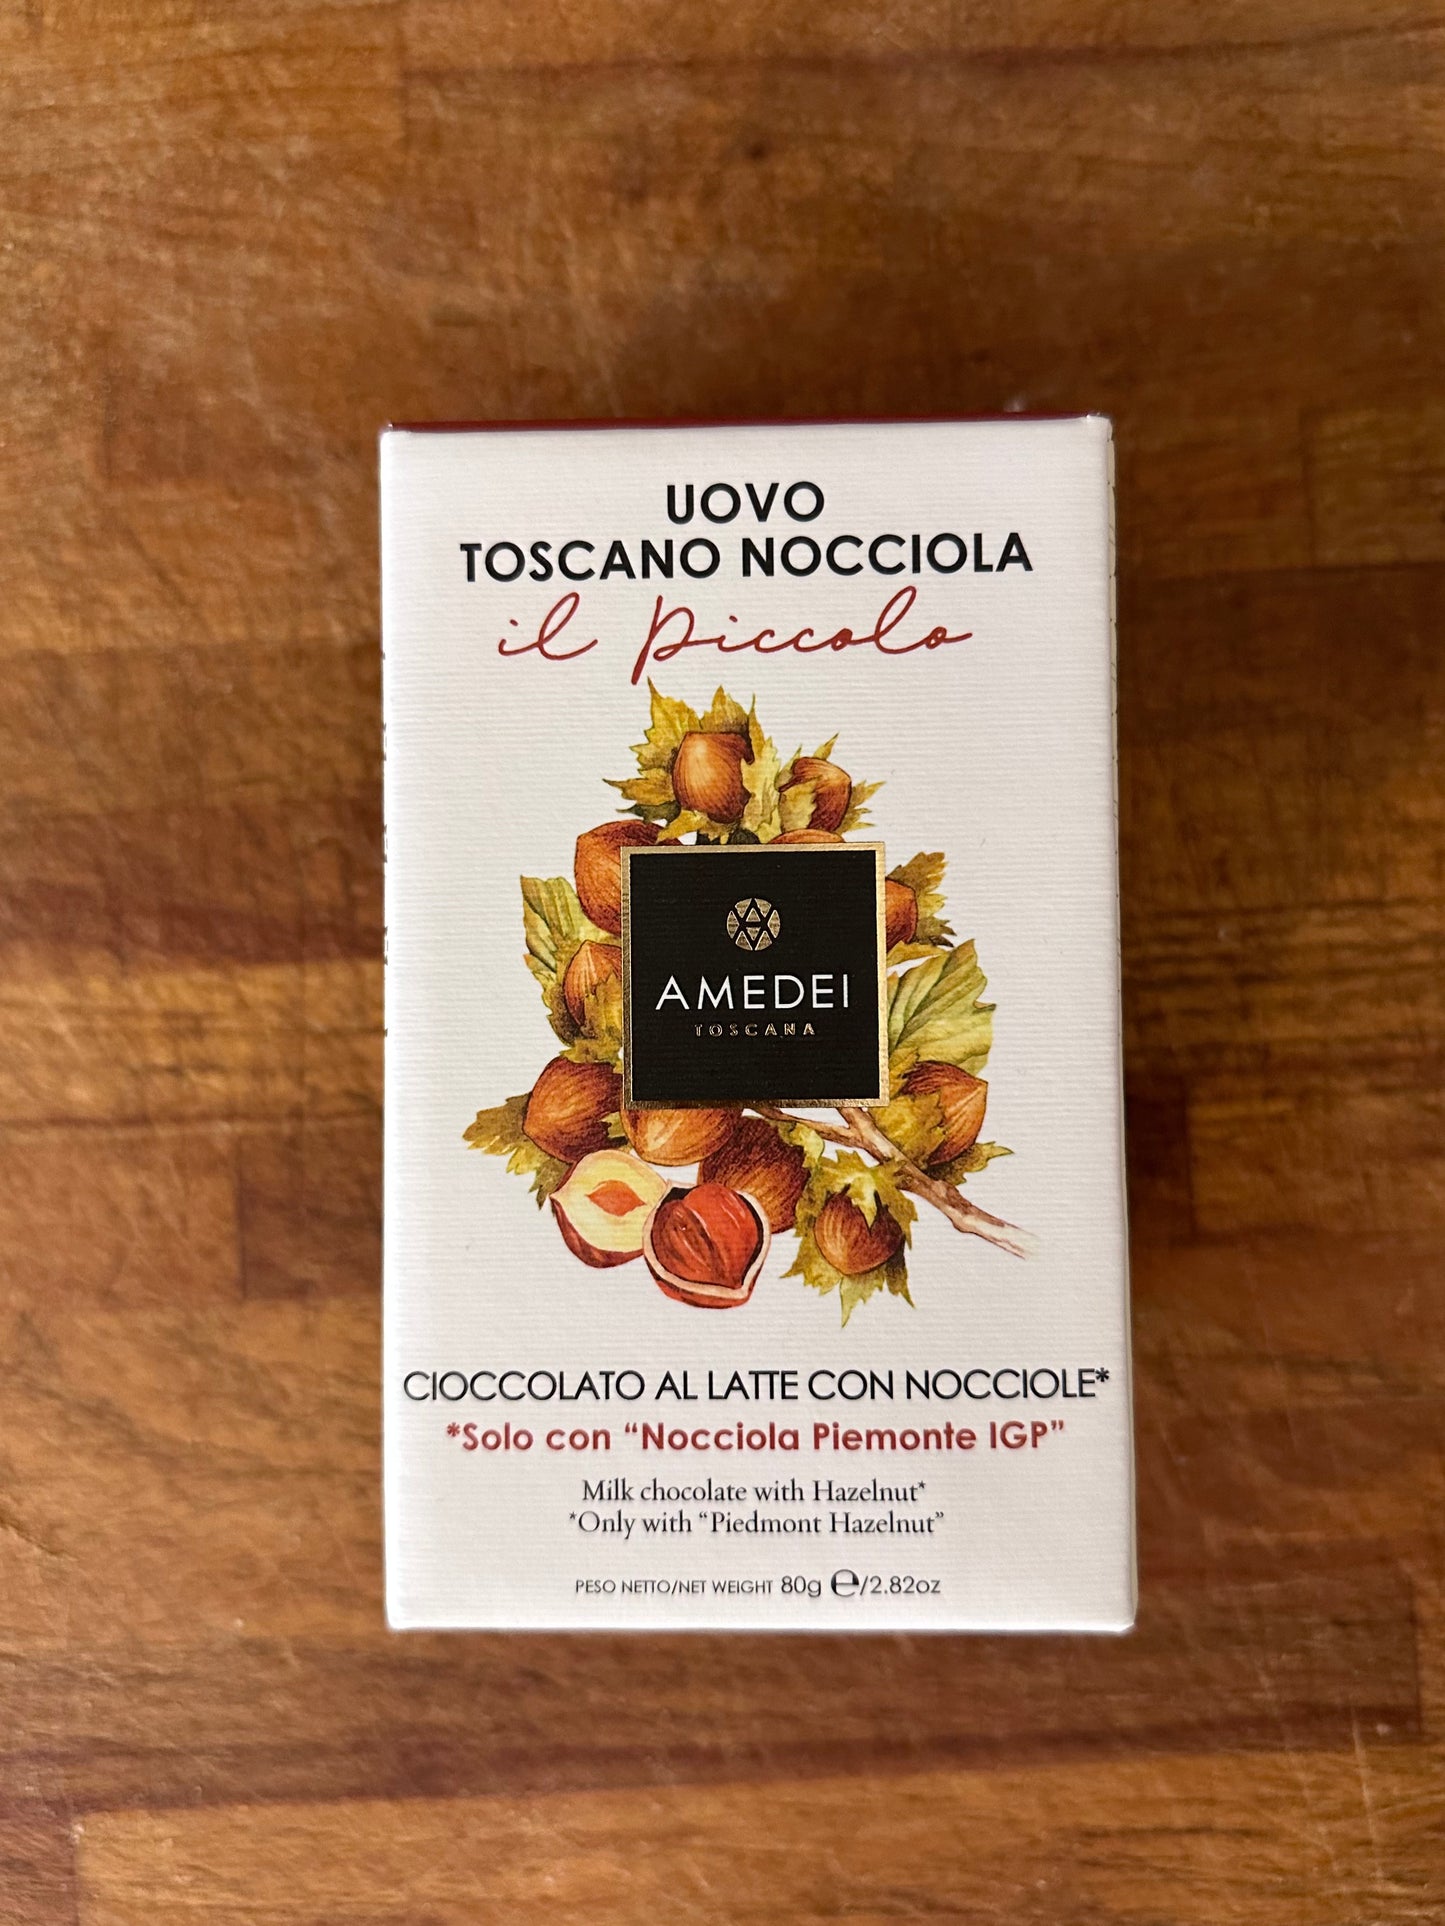 UOVO
TOSCANO NOCCIOLA
il Piccolo
AMEDEI
TOSCANA
CIOCCOLATO AL LATTE CON NOCCIOLE*
*Solo con “Nocciola Piemonte IGP”
Milk chocolate with Hazelnut*
*Only with “Piedmont Hazelnut”
PESO NETTO/NET WEIGHT 80g ℮/2.82oz